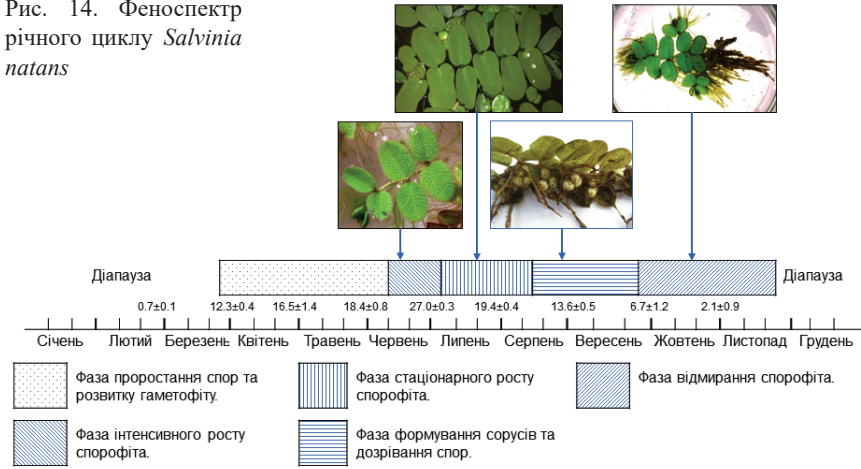 Рис. 14. Феноспектр
річного циклу Salvinia
natans
Діапауза
Діапауза
0.7±0.1 12.3±0.4 16.5±1.4 18.4±0.8 27.0±0.3 19.4±0.4 13.6±0.5 6.7±1.2 2.1±0.9
Січень Лютий Березень Квітень Травень Червень Липень Серпень Вересень Жовтень Листопад Грудень
Фаза проростання спор та
розвитку гаметофіту.
Фаза стаціонарного росту
спорофіта.
Фаза відмирання спорофіта.
Фаза інтенсивного росту
спорофіта.
Фаза формування сорусів та
дозрівання спор.